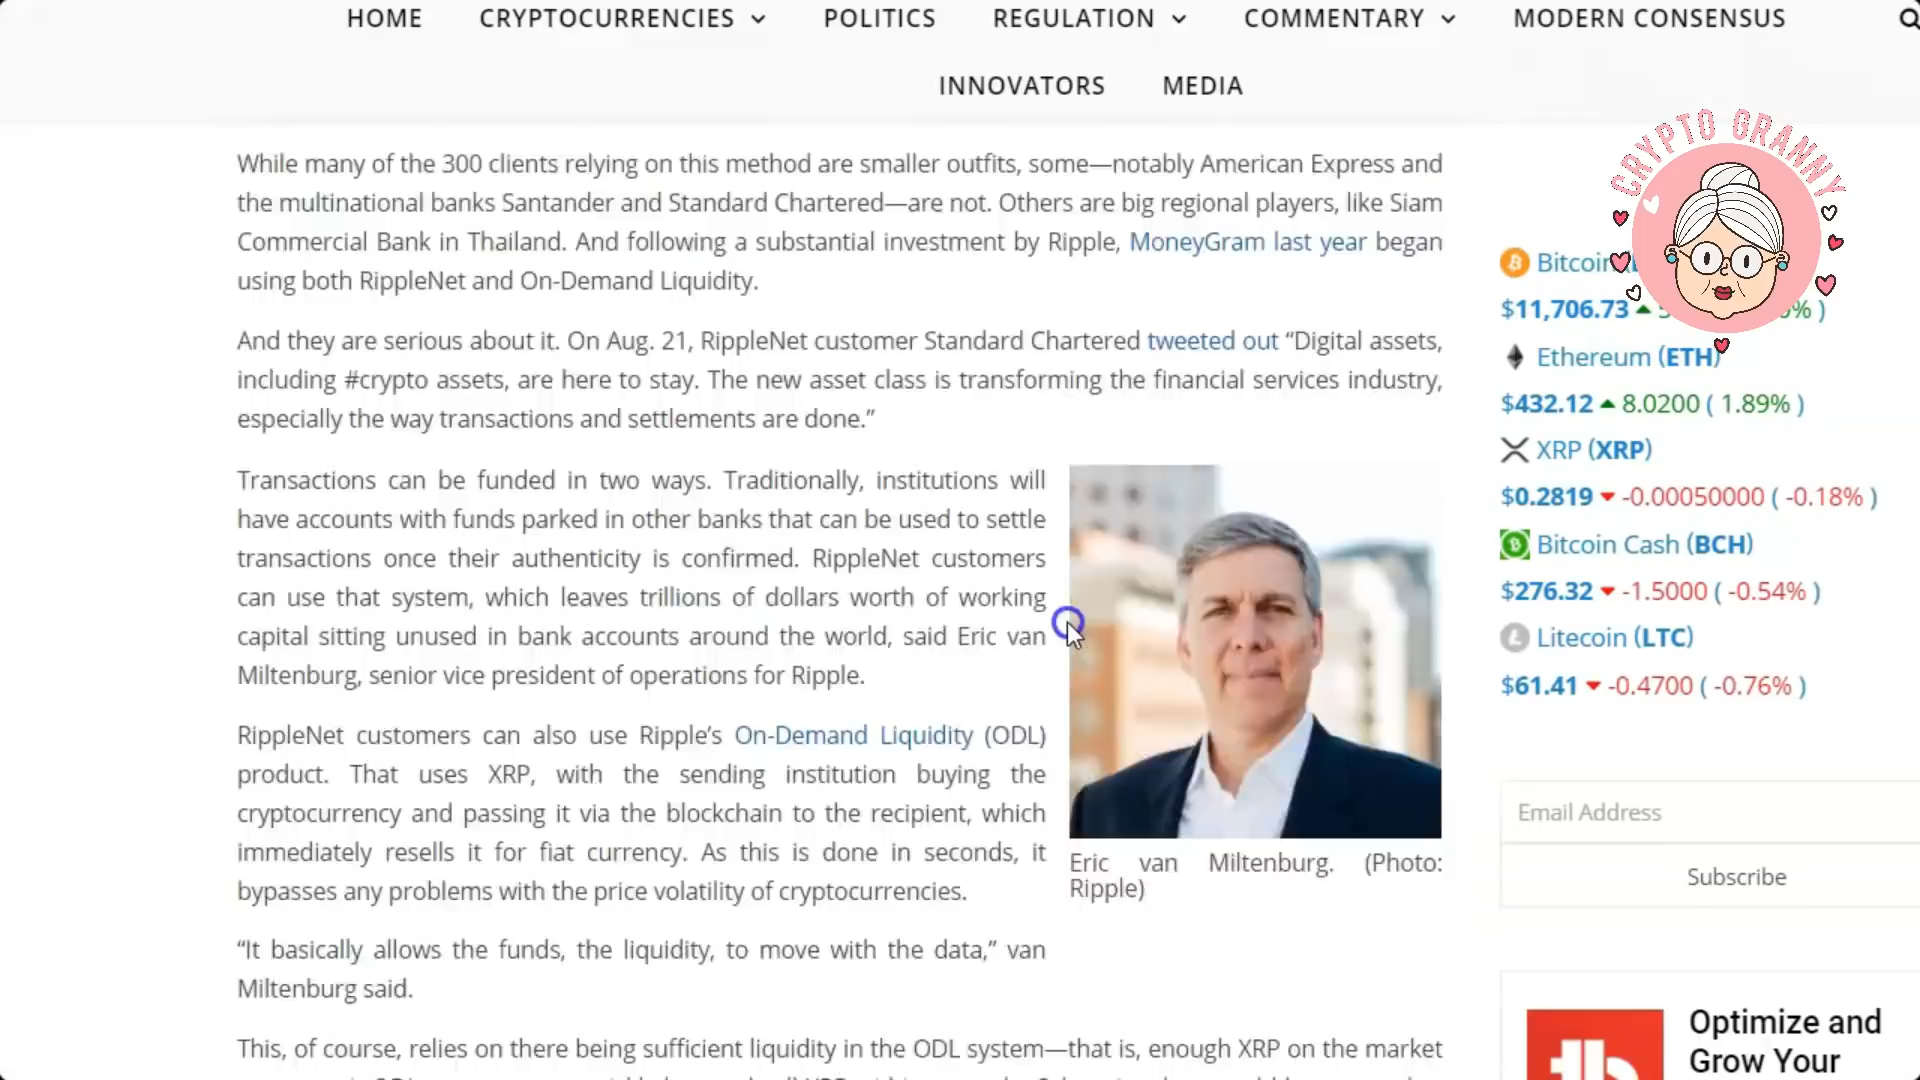 HOME CRYPTOCURRENCIES POLITICS REGULATION COMMENTARY MODERN CONSENSUS
INNOVATORS MEDIA
CRYPTO GRANNY
While many of the 300 clients relying on this method are smaller outfits, some—notably American Express and
the multinational banks Santander and Standard Chartered—are not. Others are big regional players, like Siam
Commercial Bank in Thailand. And following a substantial investment by Ripple, MoneyGram last year began
using both RippleNet and On-Demand Liquidity.
And they are serious about it. On Aug. 21, RippleNet customer Standard Chartered tweeted out “Digital assets,
including #crypto assets, are here to stay. The new asset class is transforming the financial services industry,
especially the way transactions and settlements are done.”
Transactions can be funded in two ways. Traditionally, institutions will
have accounts with funds parked in other banks that can be used to settle
transactions once their authenticity is confirmed. RippleNet customers
can use that system, which leaves trillions of dollars worth of working
capital sitting unused in bank accounts around the world, said Eric van
Miltenburg, senior vice president of operations for Ripple.
RippleNet customers can also use Ripple’s On-Demand Liquidity (ODL)
product. That uses XRP, with the sending institution buying the
cryptocurrency and passing it via the blockchain to the recipient, which
immediately resells it for fiat currency. As this is done in seconds, it
bypasses any problems with the price volatility of cryptocurrencies.
“It basically allows the funds, the liquidity, to move with the data,” van
Miltenburg said.
This, of course, relies on there being sufficient liquidity in the ODL system—that is, enough XRP on the market
Eric van Miltenburg. (Photo:
Ripple)
Bitcoin
$11,706.73
Ethereum (ETH)
$432.12 8.0200 ( 1.89% )
XRP (XRP)
$0.2819 -0.00050000 ( -0.18% )
Bitcoin Cash (BCH)
$276.32 -1.5000 ( -0.54% )
Litecoin (LTC)
$61.41 -0.4700 ( -0.76% )
Email Address
Subscribe
Optimize and
Grow Your